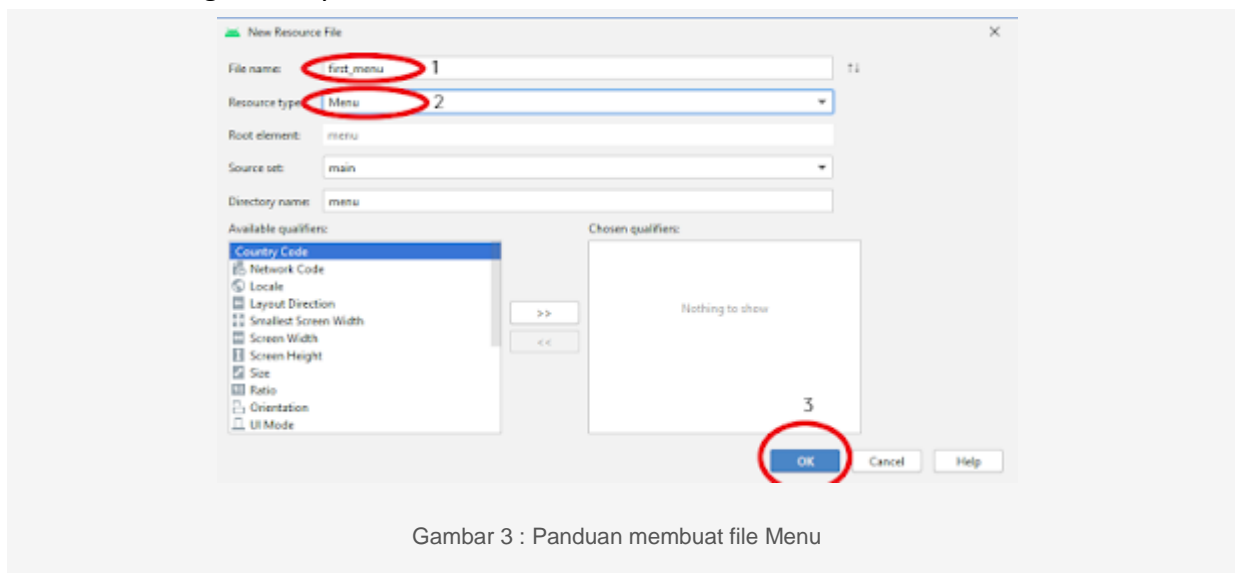 New Resource File
File name: first_menu 1
Resource type: Menu 2
Root element: menu
Source set: main
Directory name: menu
Available qualifiers: Chosen qualifiers:
Country Code
Network Code
Locale
Layout Direction
Smallest Screen Width
Screen Width
Screen Height
Size
Ratio
Orientation
UI Mode
>>
<<
Nothing to show
3
OK Cancel Help
Gambar 3 : Panduan membuat file Menu